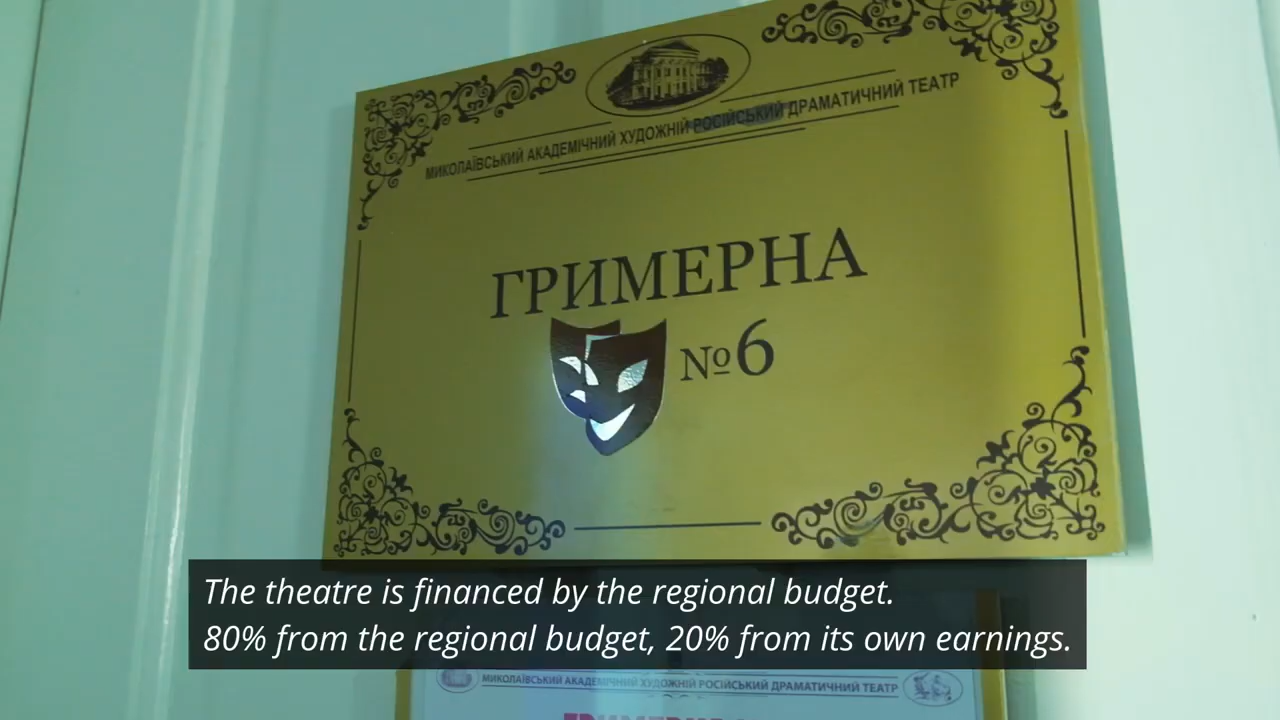 МИКОЛАЇВСЬКИЙ АКАДЕМІЧНИЙ ХУДОЖНІЙ РОСІЙСЬКИЙ ДРАМАТИЧНИЙ ТЕАТР
ГРИМЕРНА
№6
The theatre is financed by the regional budget.
80% from the regional budget, 20% from its own earnings.
МИКОЛАЇВСЬКИЙ АКАДЕМІЧНИЙ ХУДОЖНІЙ РОСІЙСЬКИЙ ДРАМАТИЧНИЙ ТЕАТР